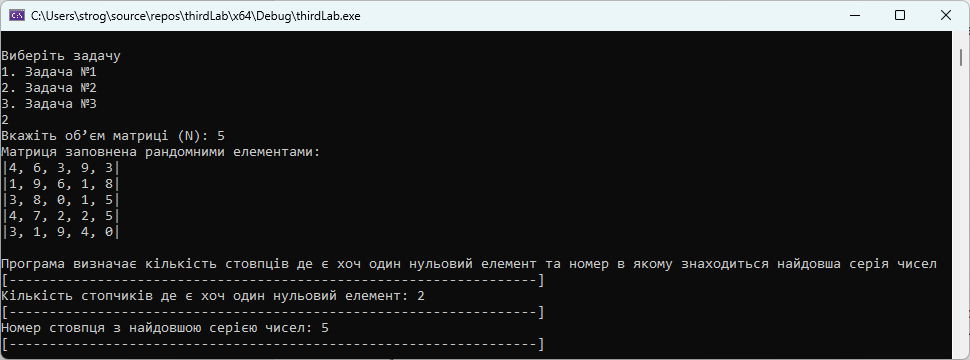 C:\Users\strog\source\repos\thirdLab\x64\Debug\thirdLab.exe
Виберіть задачу
1. Задача №1
2. Задача №2
3. Задача №3
2
Вкажіть об’єм матриці (N): 5
Матриця заповнена рандомними елементами:
|4, 6, 3, 9, 3|
|1, 9, 6, 1, 8|
|3, 8, 0, 1, 5|
|4, 7, 2, 2, 5|
|3, 1, 9, 4, 0|
Програма визначає кількість стовпців де є хоч один нульовий елемент та номер в якому знаходиться найдовша серія чисел
[------------------------------------------------------------------]
Кількість стопчиків де є хоч один нульовий елемент: 2
[------------------------------------------------------------------]
Номер стовпця з найдовшою серією чисел: 5
[------------------------------------------------------------------]